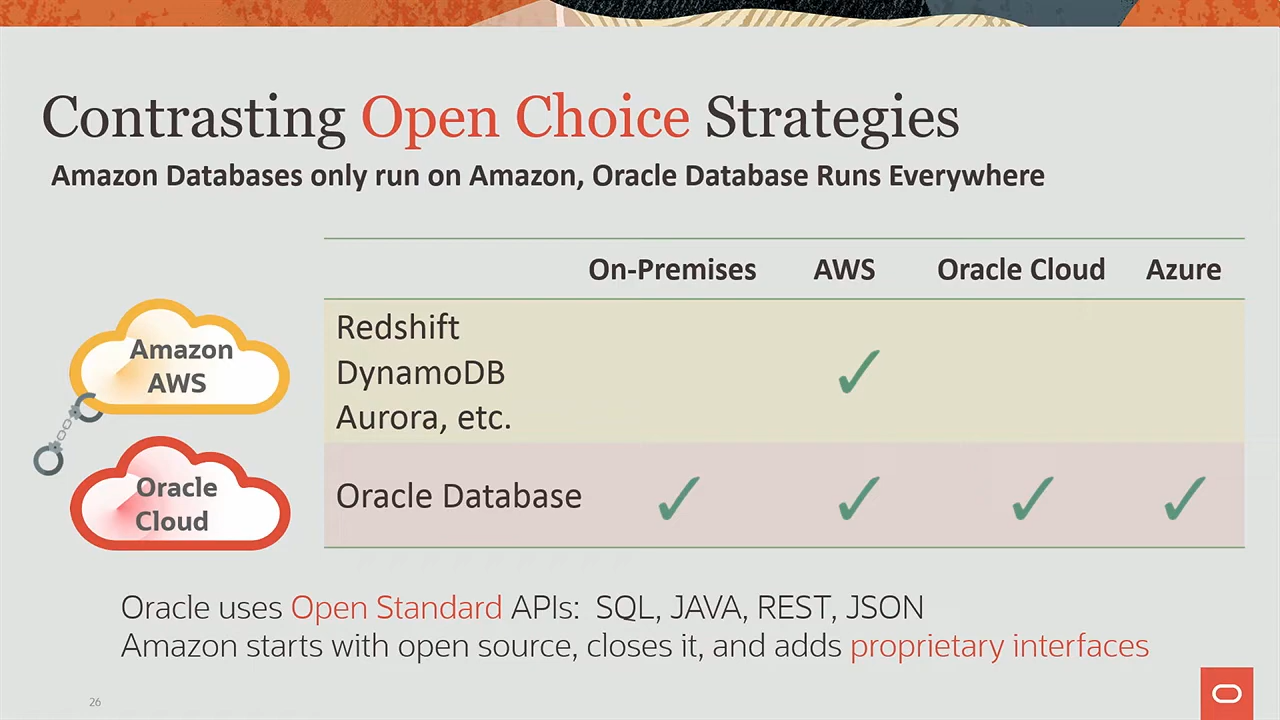 Contrasting Open Choice Strategies
Amazon Databases only run on Amazon, Oracle Database Runs Everywhere
On-Premises AWS Oracle Cloud Azure
Amazon
AWS
Redshift
DynamoDB
Aurora, etc.
✓
Oracle
Cloud
Oracle Database ✓ ✓ ✓ ✓
Oracle uses Open Standard APIs: SQL, JAVA, REST, JSON
Amazon starts with open source, closes it, and adds proprietary interfaces
26